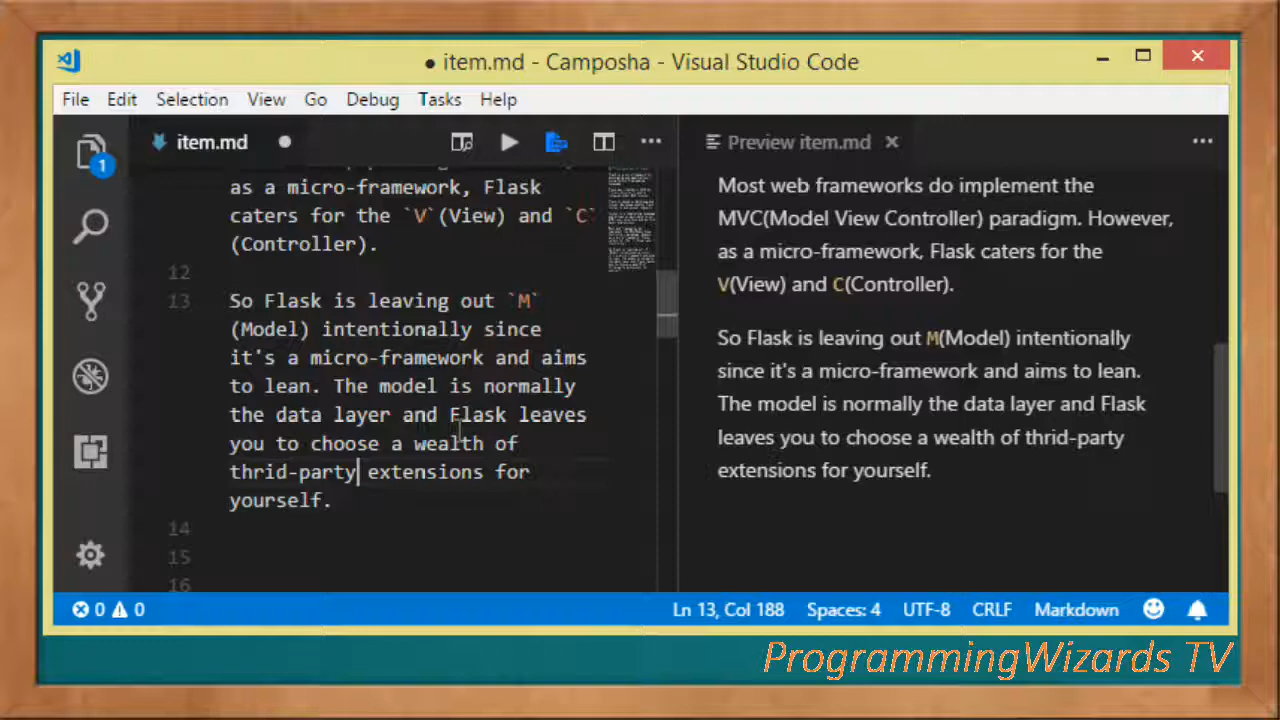 ● item.md - Camposha - Visual Studio Code
File Edit Selection View Go Debug Tasks Help
1
item.md
as a micro-framework, Flask
caters for the `V`(View) and `C`
(Controller).
12
13 So Flask is leaving out `M`
(Model) intentionally since
it's a micro-framework and aims
to lean. The model is normally
the data layer and Flask leaves
you to choose a wealth of
thrid-party extensions for
yourself.
14
15
16
Preview item.md
Most web frameworks do implement the
MVC(Model View Controller) paradigm. However,
as a micro-framework, Flask caters for the
V(View) and C(Controller).
So Flask is leaving out M(Model) intentionally
since it's a micro-framework and aims to lean.
The model is normally the data layer and Flask
leaves you to choose a wealth of thrid-party
extensions for yourself.
0 0 Ln 13, Col 188 Spaces: 4 UTF-8 CRLF Markdown
ProgrammingWizards TV